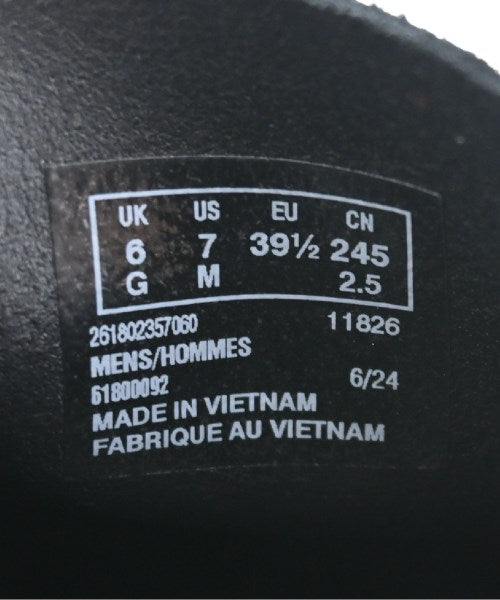 UK US EU CN
6 7 39½ 245
G M 2.5
261802357060 11826
MENS/HOMMES
61800092 6/24
MADE IN VIETNAM
FABRIQUE AU VIETNAM